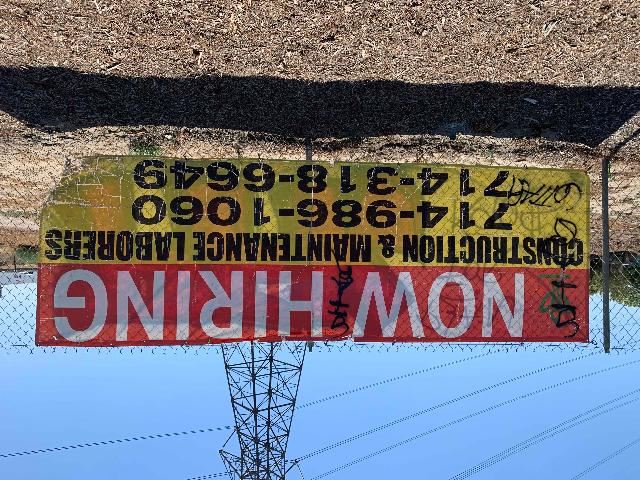 NOW HIRING
CONSTRUCTION & MAINTENANCE LABORERS
714-986-1060
714-318-6649